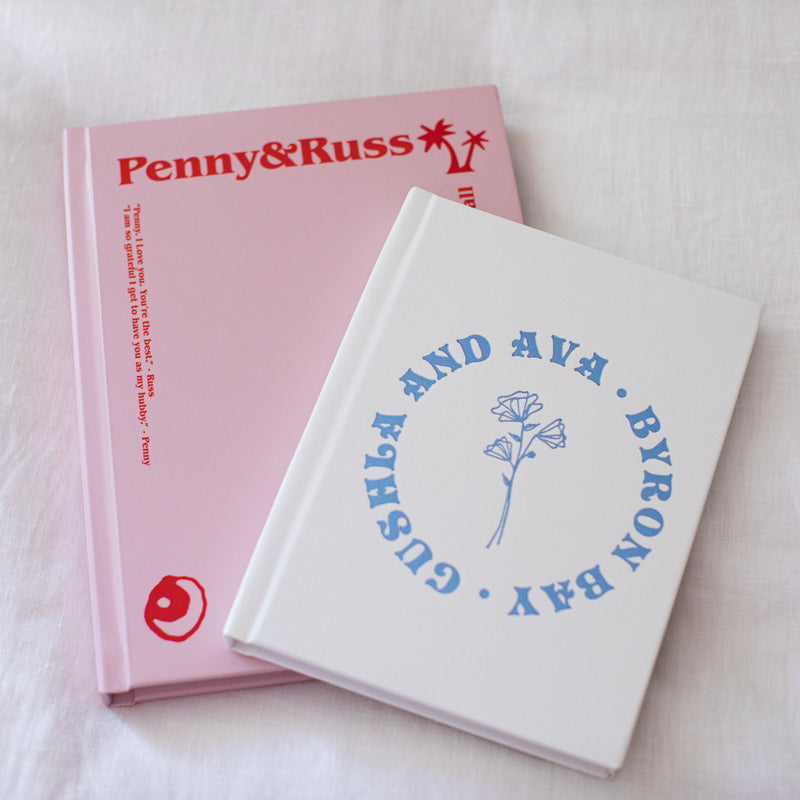 Penny&Russ
"Penny. I Love you. You're the best." - Russ
"I am so grateful I get to have you as my hubby." - Penny
GUSHLA AND AVA · BYRON BAY ·